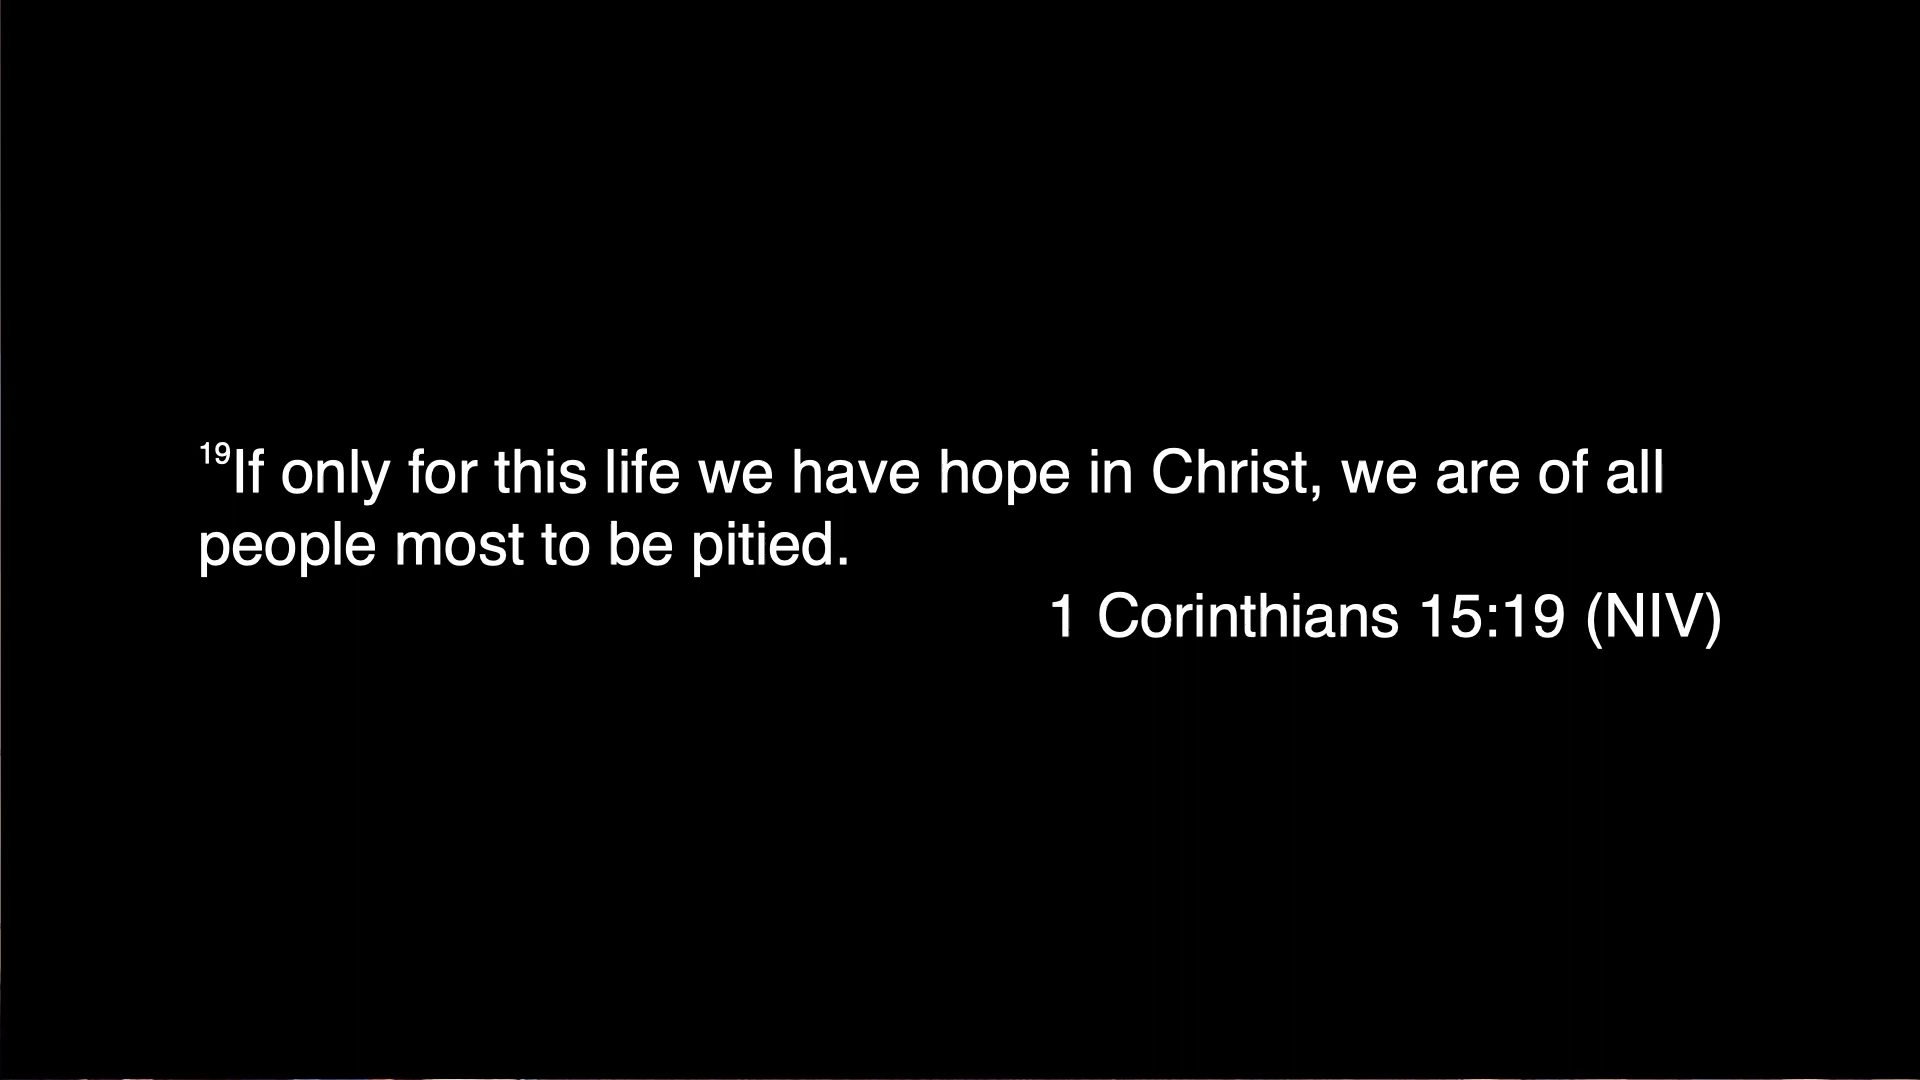 19If only for this life we have hope in Christ, we are of all
people most to be pitied.
1 Corinthians 15:19 (NIV)